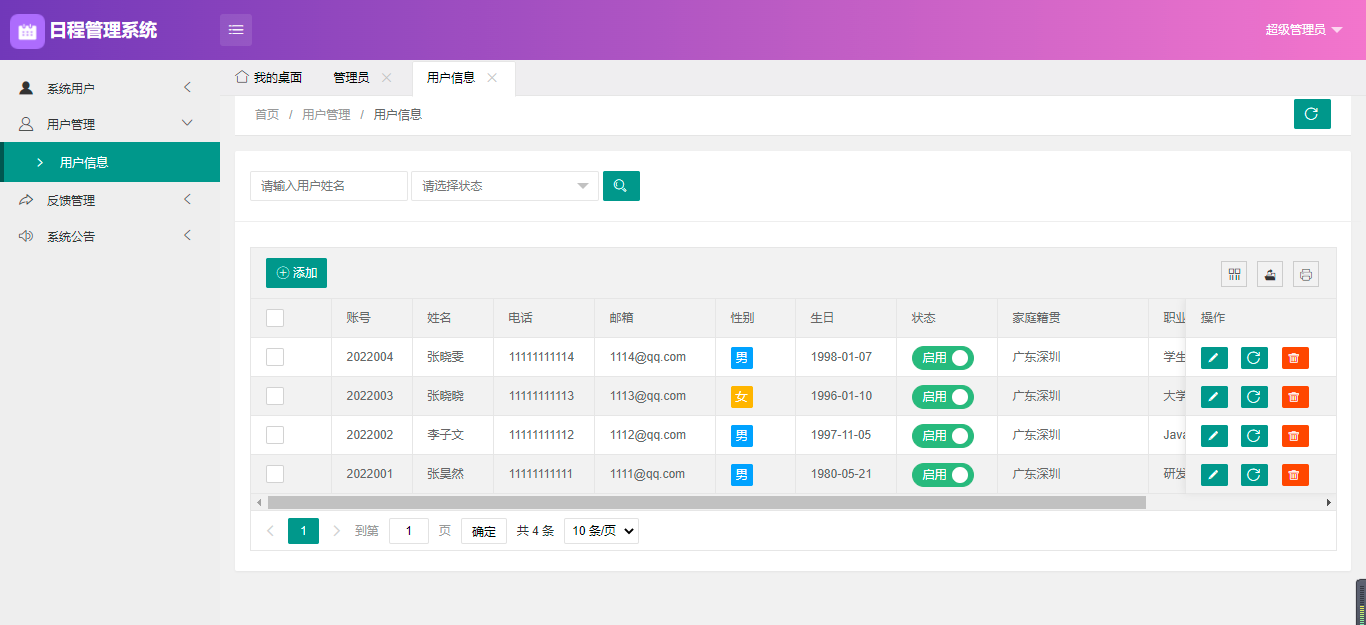 日程管理系统
超级管理员
系统用户
用户管理
用户信息
反馈管理
系统公告
我的桌面 管理员 用户信息
首页 / 用户管理 / 用户信息
请输入用户姓名 请选择状态
添加
账号 姓名 电话 邮箱 性别 生日 状态 家庭籍贯 职业 操作
2022004 张晓雯 11111111114 1114@qq.com 男 1998-01-07 启用 广东深圳 学生
2022003 张晓晓 11111111113 1113@qq.com 女 1996-01-10 启用 广东深圳 大学
2022002 李子文 11111111112 1112@qq.com 男 1997-11-05 启用 广东深圳 Java
2022001 张昊然 11111111111 1111@qq.com 男 1980-05-21 启用 广东深圳 研发
1 到第 1 页 确定 共 4 条 10 条/页